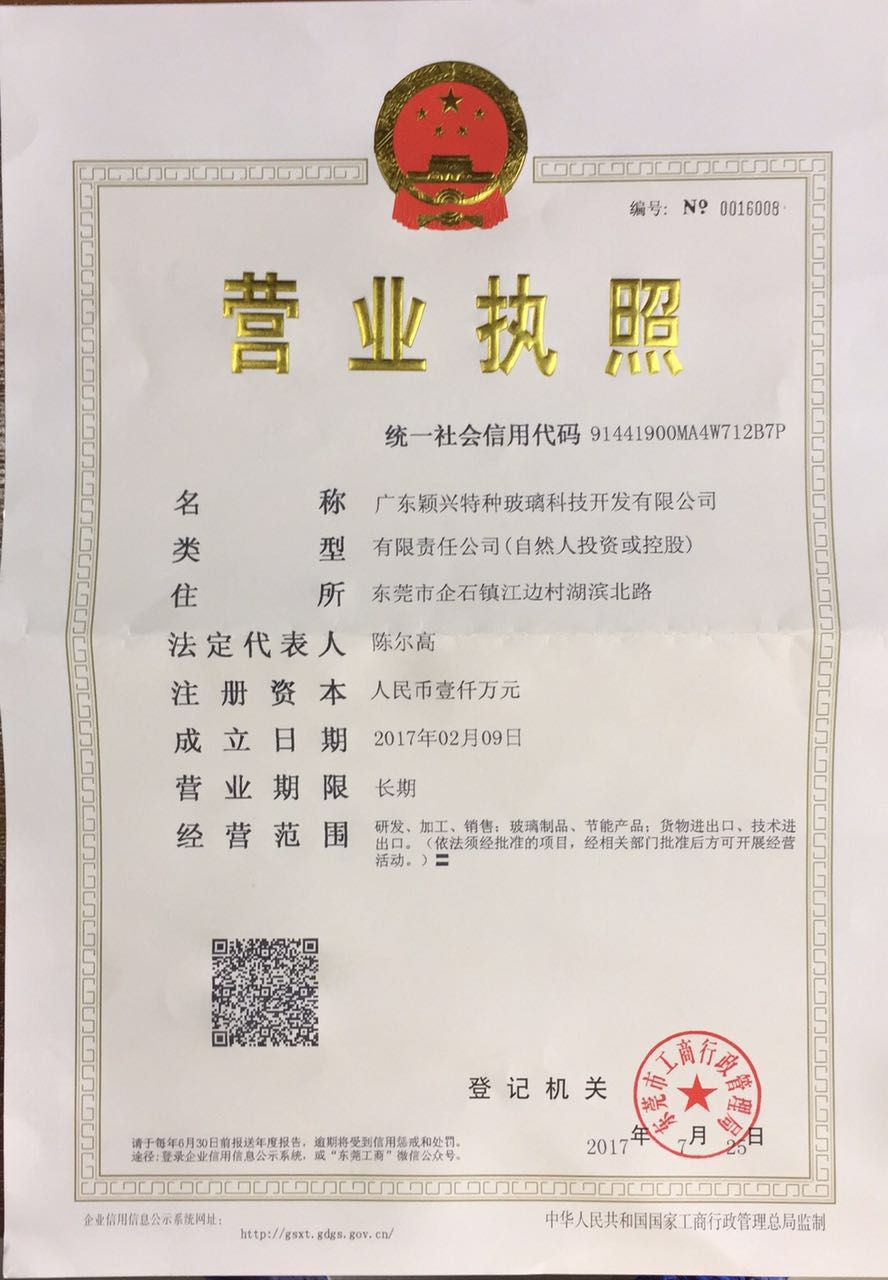 编号: Nº 0016008
营业执照
统一社会信用代码 91441900MA4W712B7P
名称 广东颖兴特种玻璃科技开发有限公司
类型 有限责任公司(自然人投资或控股)
住所 东莞市企石镇江边村湖滨北路
法定代表人 陈尔高
注册资本 人民币壹仟万元
成立日期 2017年02月09日
营业期限 长期
经营范围 研发、加工、销售：玻璃制品、节能产品；货物进出口、技术进
出口。（依法须经批准的项目，经相关部门批准后方可开展经营
活动。）〓
东莞市工商行政管理局
登记机关
2017年7月25日
请于每年6月30日前报送年度报告，逾期将受到信用惩戒和处罚。
途径:登录企业信用信息公示系统，或“东莞工商”微信公众号。
企业信用信息公示系统网址：
http://gsxt.gdgs.gov.cn/
中华人民共和国国家工商行政管理总局监制